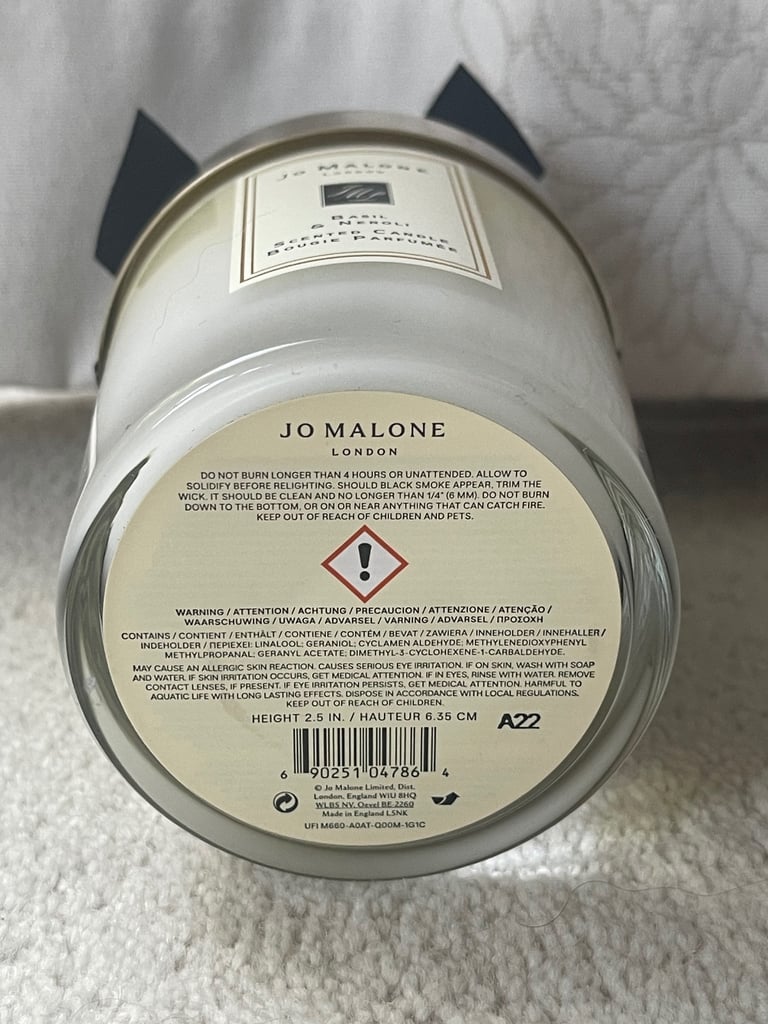 JO MALONE
LONDON
JM
BASIL
& NEROLI
SCENTED CANDLE
BOUGIE PARFUMÉE
JO MALONE
LONDON
DO NOT BURN LONGER THAN 4 HOURS OR UNATTENDED. ALLOW TO
SOLIDIFY BEFORE RELIGHTING. SHOULD BLACK SMOKE APPEAR, TRIM THE
WICK. IT SHOULD BE CLEAN AND NO LONGER THAN 1/4" (6 MM). DO NOT BURN
DOWN TO THE BOTTOM, OR ON OR NEAR ANYTHING THAT CAN CATCH FIRE.
KEEP OUT OF REACH OF CHILDREN AND PETS.
!
WARNING / ATTENTION / ACHTUNG / PRECAUCION / ATTENZIONE / ATENÇÃO /
WAARSCHUWING / UWAGA / ADVARSEL / VARNING / ADVARSEL / ΠΡΟΣΟΧΗ
CONTAINS / CONTIENT / ENTHÄLT / CONTIENE / CONTÉM / BEVAT / ZAWIERA / INNEHOLDER / INNEHALLER /
INDEHOLDER / ΠΕΡΙΕΧΕΙ: LINALOOL; GERANIOL; CYCLAMEN ALDEHYDE; METHYLENEDIOXYPHENYL
METHYLPROPANAL; GERANYL ACETATE; DIMETHYL-3-CYCLOHEXENE-1-CARBALDEHYDE.
MAY CAUSE AN ALLERGIC SKIN REACTION. CAUSES SERIOUS EYE IRRITATION. IF ON SKIN, WASH WITH SOAP
AND WATER. IF SKIN IRRITATION OCCURS, GET MEDICAL ATTENTION. IF IN EYES, RINSE WITH WATER. REMOVE
CONTACT LENSES, IF PRESENT. IF EYE IRRITATION PERSISTS, GET MEDICAL ATTENTION. HARMFUL TO
AQUATIC LIFE WITH LONG LASTING EFFECTS. DISPOSE IN ACCORDANCE WITH LOCAL REGULATIONS.
KEEP OUT OF REACH OF CHILDREN.
HEIGHT 2.5 IN. / HAUTEUR 6.35 CM A22
6 90251 04786 4
© Jo Malone Limited, Dist.
London, England W1U 8HQ
WLBS NV, Oevel BE-2260
Made in England L5NK
UFI M660-A0AT-Q00M-1G1C